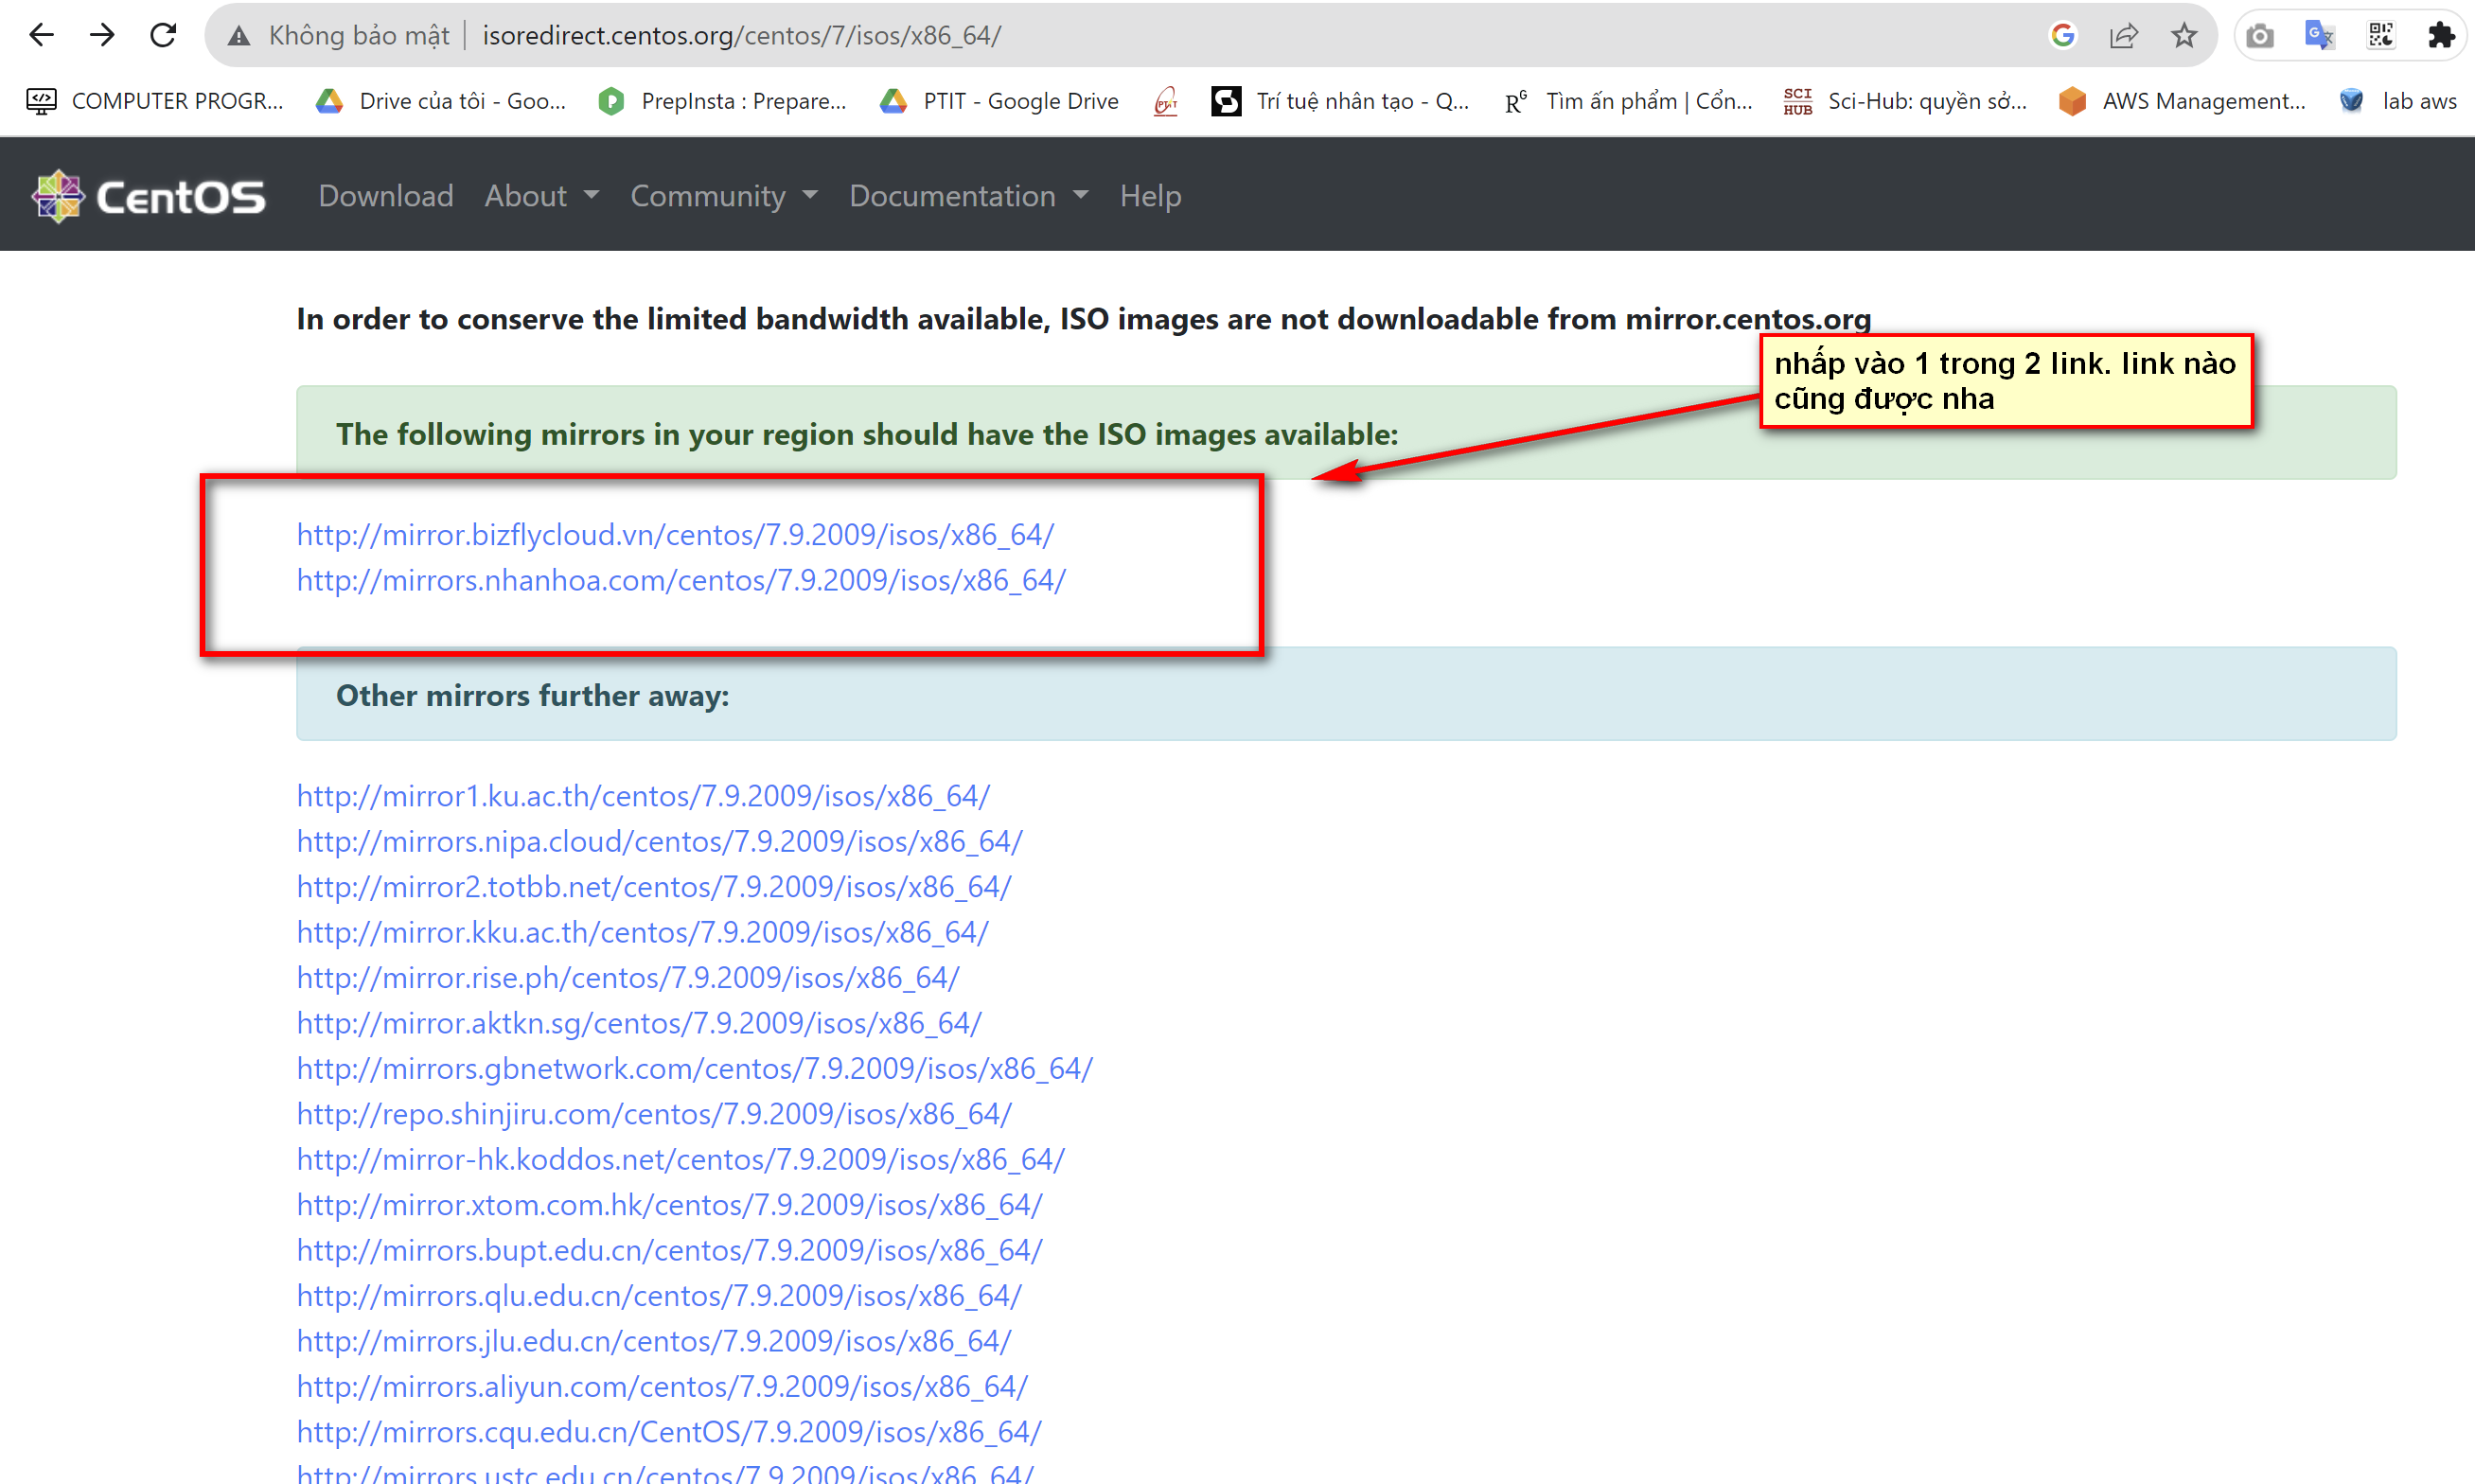 Không bảo mật
isoredirect.centos.org/centos/7/isos/x86_64/
COMPUTER PROGR...
Drive của tôi - Goo...
PrepInsta : Prepare...
PTIT - Google Drive
PTIT
Trí tuệ nhân tạo - Q...
RG
Tìm ấn phẩm | Cổn...
SCI
HUB
Sci-Hub: quyền sở...
AWS Management...
lab aws
CentOS
Download
About
Community
Documentation
Help
In order to conserve the limited bandwidth available, ISO images are not downloadable from mirror.centos.org
nhấp vào 1 trong 2 link. link nào
cũng được nha
The following mirrors in your region should have the ISO images available:
http://mirror.bizflycloud.vn/centos/7.9.2009/isos/x86_64/
http://mirrors.nhanhoa.com/centos/7.9.2009/isos/x86_64/
Other mirrors further away:
http://mirror1.ku.ac.th/centos/7.9.2009/isos/x86_64/
http://mirrors.nipa.cloud/centos/7.9.2009/isos/x86_64/
http://mirror2.totbb.net/centos/7.9.2009/isos/x86_64/
http://mirror.kku.ac.th/centos/7.9.2009/isos/x86_64/
http://mirror.rise.ph/centos/7.9.2009/isos/x86_64/
http://mirror.aktkn.sg/centos/7.9.2009/isos/x86_64/
http://mirrors.gbnetwork.com/centos/7.9.2009/isos/x86_64/
http://repo.shinjiru.com/centos/7.9.2009/isos/x86_64/
http://mirror-hk.koddos.net/centos/7.9.2009/isos/x86_64/
http://mirror.xtom.com.hk/centos/7.9.2009/isos/x86_64/
http://mirrors.bupt.edu.cn/centos/7.9.2009/isos/x86_64/
http://mirrors.qlu.edu.cn/centos/7.9.2009/isos/x86_64/
http://mirrors.jlu.edu.cn/centos/7.9.2009/isos/x86_64/
http://mirrors.aliyun.com/centos/7.9.2009/isos/x86_64/
http://mirrors.cqu.edu.cn/CentOS/7.9.2009/isos/x86_64/
http://mirrors.ustc.edu.cn/centos/7.9.2009/isos/x86_64/